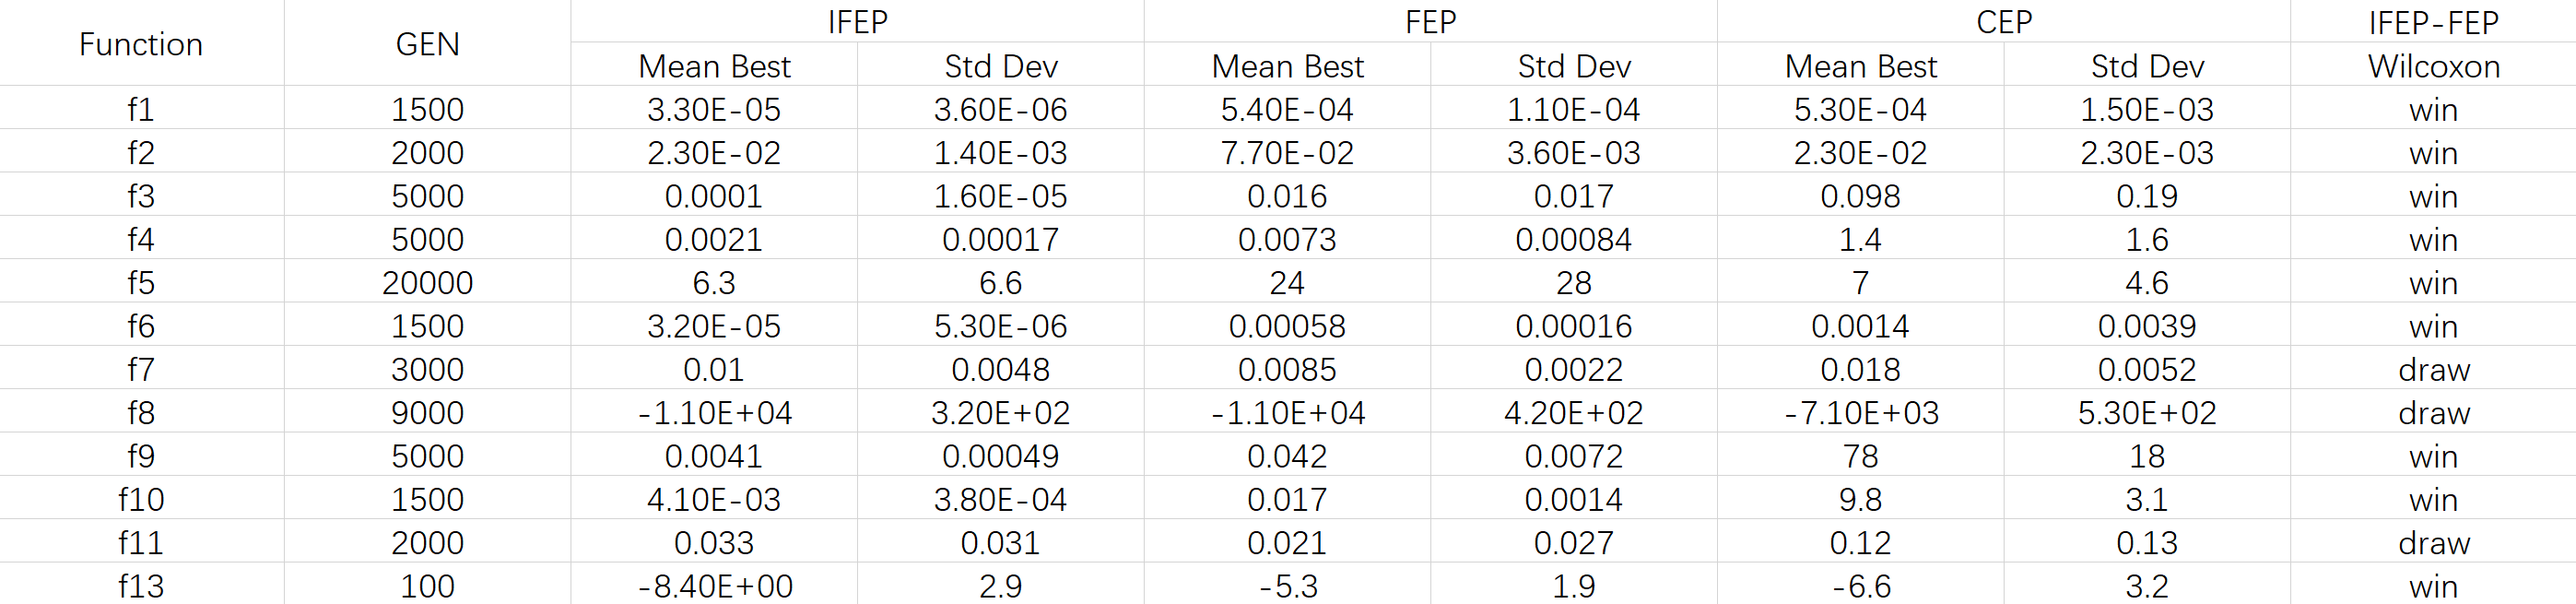 Function GEN IFEP FEP CEP IFEP-FEP
Mean Best Std Dev Mean Best Std Dev Mean Best Std Dev Wilcoxon
f1 1500 3.30E-05 3.60E-06 5.40E-04 1.10E-04 5.30E-04 1.50E-03 win
f2 2000 2.30E-02 1.40E-03 7.70E-02 3.60E-03 2.30E-02 2.30E-03 win
f3 5000 0.0001 1.60E-05 0.016 0.017 0.098 0.19 win
f4 5000 0.0021 0.00017 0.0073 0.00084 1.4 1.6 win
f5 20000 6.3 6.6 24 28 7 4.6 win
f6 1500 3.20E-05 5.30E-06 0.00058 0.00016 0.0014 0.0039 win
f7 3000 0.01 0.0048 0.0085 0.0022 0.018 0.0052 draw
f8 9000 -1.10E+04 3.20E+02 -1.10E+04 4.20E+02 -7.10E+03 5.30E+02 draw
f9 5000 0.0041 0.00049 0.042 0.0072 78 18 win
f10 1500 4.10E-03 3.80E-04 0.017 0.0014 9.8 3.1 win
f11 2000 0.033 0.031 0.021 0.027 0.12 0.13 draw
f13 100 -8.40E+00 2.9 -5.3 1.9 -6.6 3.2 win